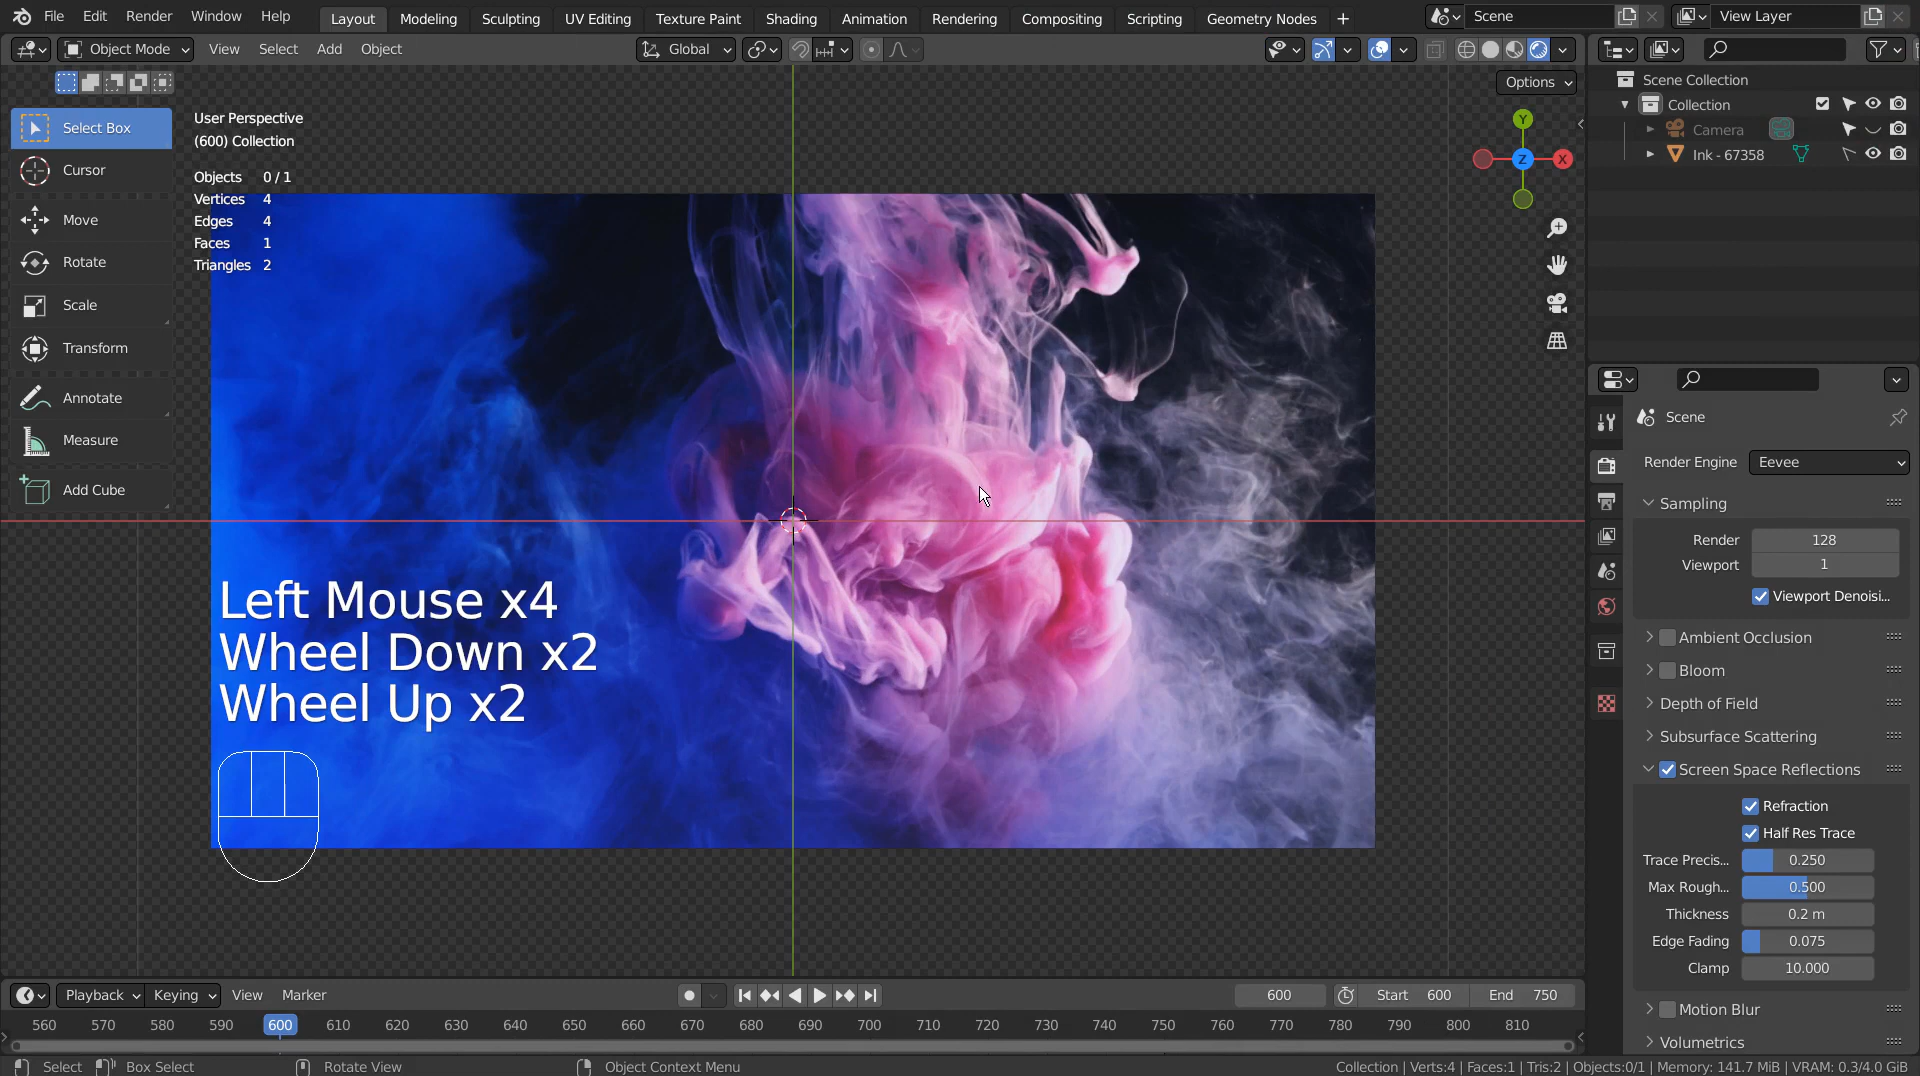 File Edit Render Window Help Layout Modeling Sculpting UV Editing Texture Paint Shading Animation Rendering Compositing Scripting Geometry Nodes + Scene View Layer
Object Mode View Select Add Object Global
Options
Select Box
Cursor
Move
Rotate
Scale
Transform
Annotate
Measure
Add Cube
User Perspective
(600) Collection
Objects 0 / 1
Vertices 4
Edges 4
Faces 1
Triangles 2
Y
Z
X
Left Mouse x4
Wheel Down x2
Wheel Up x2
Scene Collection
Collection
Camera
Ink - 67358
Scene
Render Engine Eevee
Sampling
Render 128
Viewport 1
Viewport Denoisi...
Ambient Occlusion
Bloom
Depth of Field
Subsurface Scattering
Screen Space Reflections
Refraction
Half Res Trace
Trace Precis... 0.250
Max Rough... 0.500
Thickness 0.2 m
Edge Fading 0.075
Clamp 10.000
Motion Blur
Volumetrics
Playback Keying View Marker 600 Start 600 End 750
560 570 580 590 600 610 620 630 640 650 660 670 680 690 700 710 720 730 740 750 760 770 780 790 800 810
Select Box Select Rotate View Object Context Menu Collection | Verts:4 | Faces:1 | Tris:2 | Objects:0/1 | Memory: 141.7 MiB | VRAM: 0.3/4.0 GiB